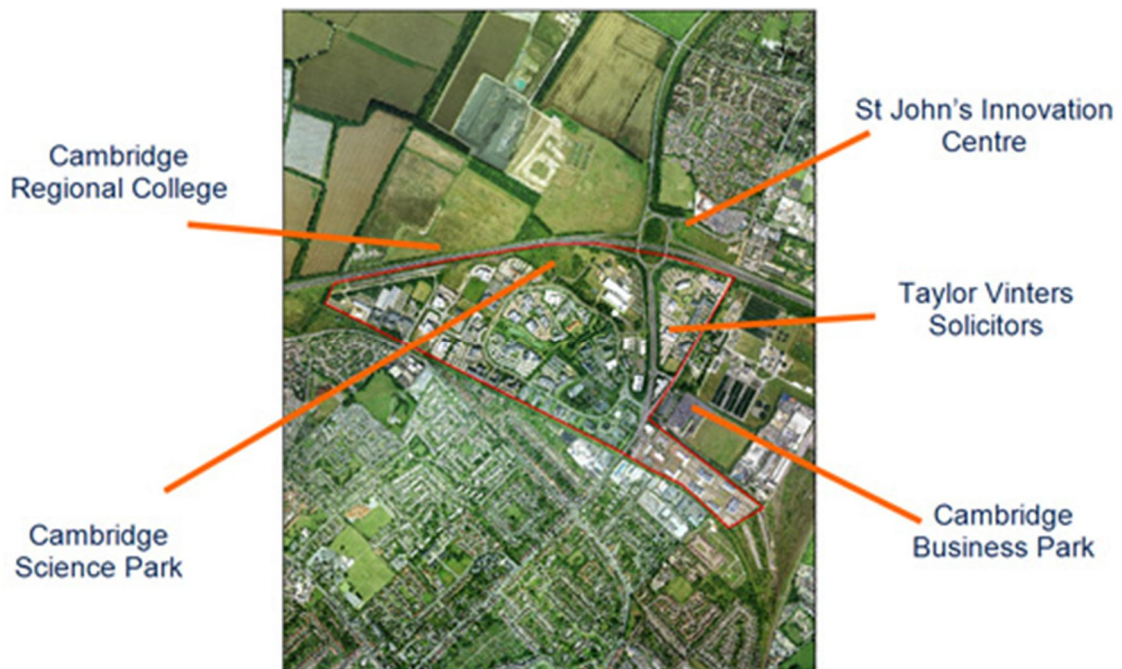 Cambridge
Regional College
St John's Innovation
Centre
Taylor Vinters
Solicitors
Cambridge
Science Park
Cambridge
Business Park